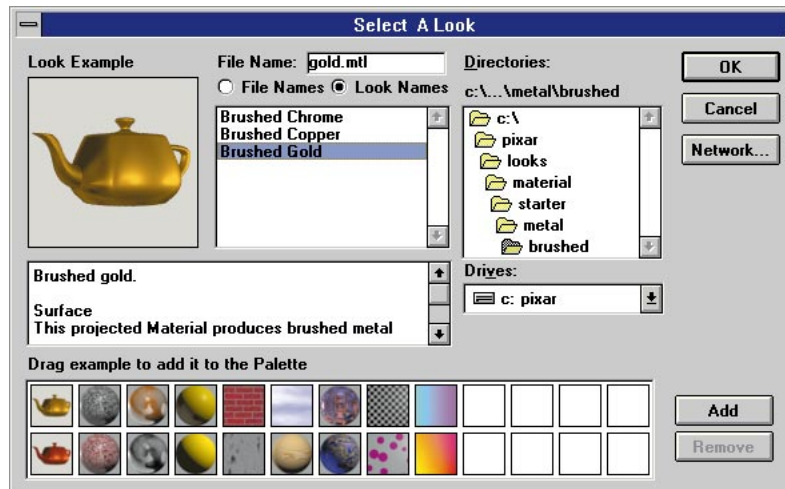 Select A Look
Look Example
File Name: gold.mtl
File Names Look Names
Brushed Chrome
Brushed Copper
Brushed Gold
Directories:
c:\...\metal\brushed
c:\
pixar
looks
material
starter
metal
brushed
OK
Cancel
Network...
Brushed gold.
Surface
This projected Material produces brushed metal
Drives:
c: pixar
Drag example to add it to the Palette
Add
Remove